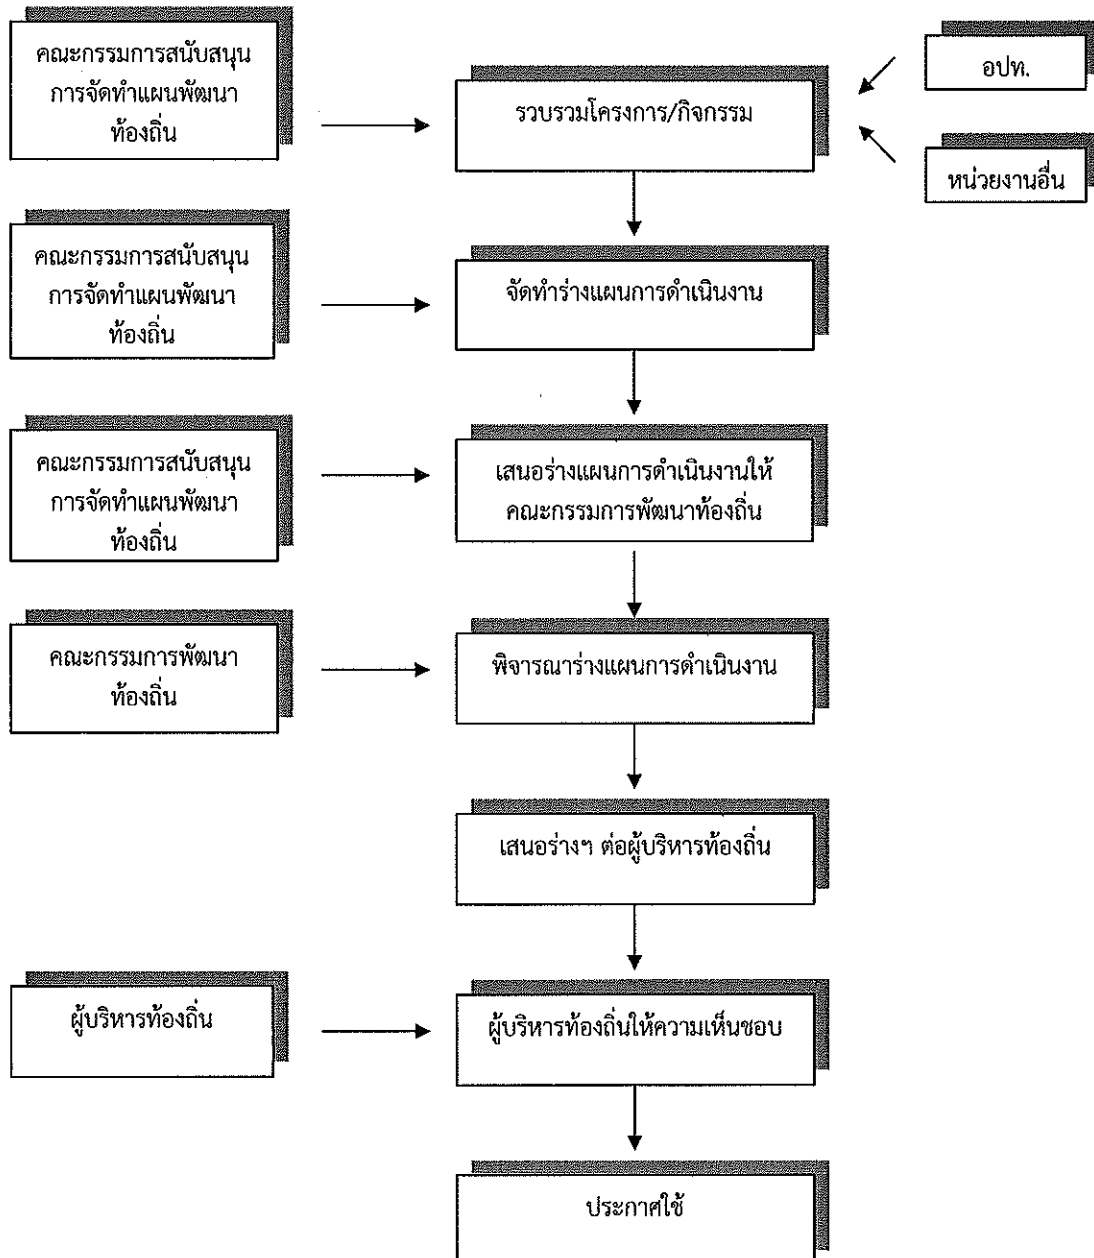 คณะกรรมการสนับสนุน
การจัดทำแผนพัฒนา
ท้องถิ่น
รวบรวมโครงการ/กิจกรรม
อปท.
หน่วยงานอื่น
คณะกรรมการสนับสนุน
การจัดทำแผนพัฒนา
ท้องถิ่น
จัดทำร่างแผนการดำเนินงาน
คณะกรรมการสนับสนุน
การจัดทำแผนพัฒนา
ท้องถิ่น
เสนอร่างแผนการดำเนินงานให้
คณะกรรมการพัฒนาท้องถิ่น
คณะกรรมการพัฒนา
ท้องถิ่น
พิจารณาร่างแผนการดำเนินงาน
เสนอร่างฯ ต่อผู้บริหารท้องถิ่น
ผู้บริหารท้องถิ่น
ผู้บริหารท้องถิ่นให้ความเห็นชอบ
ประกาศใช้